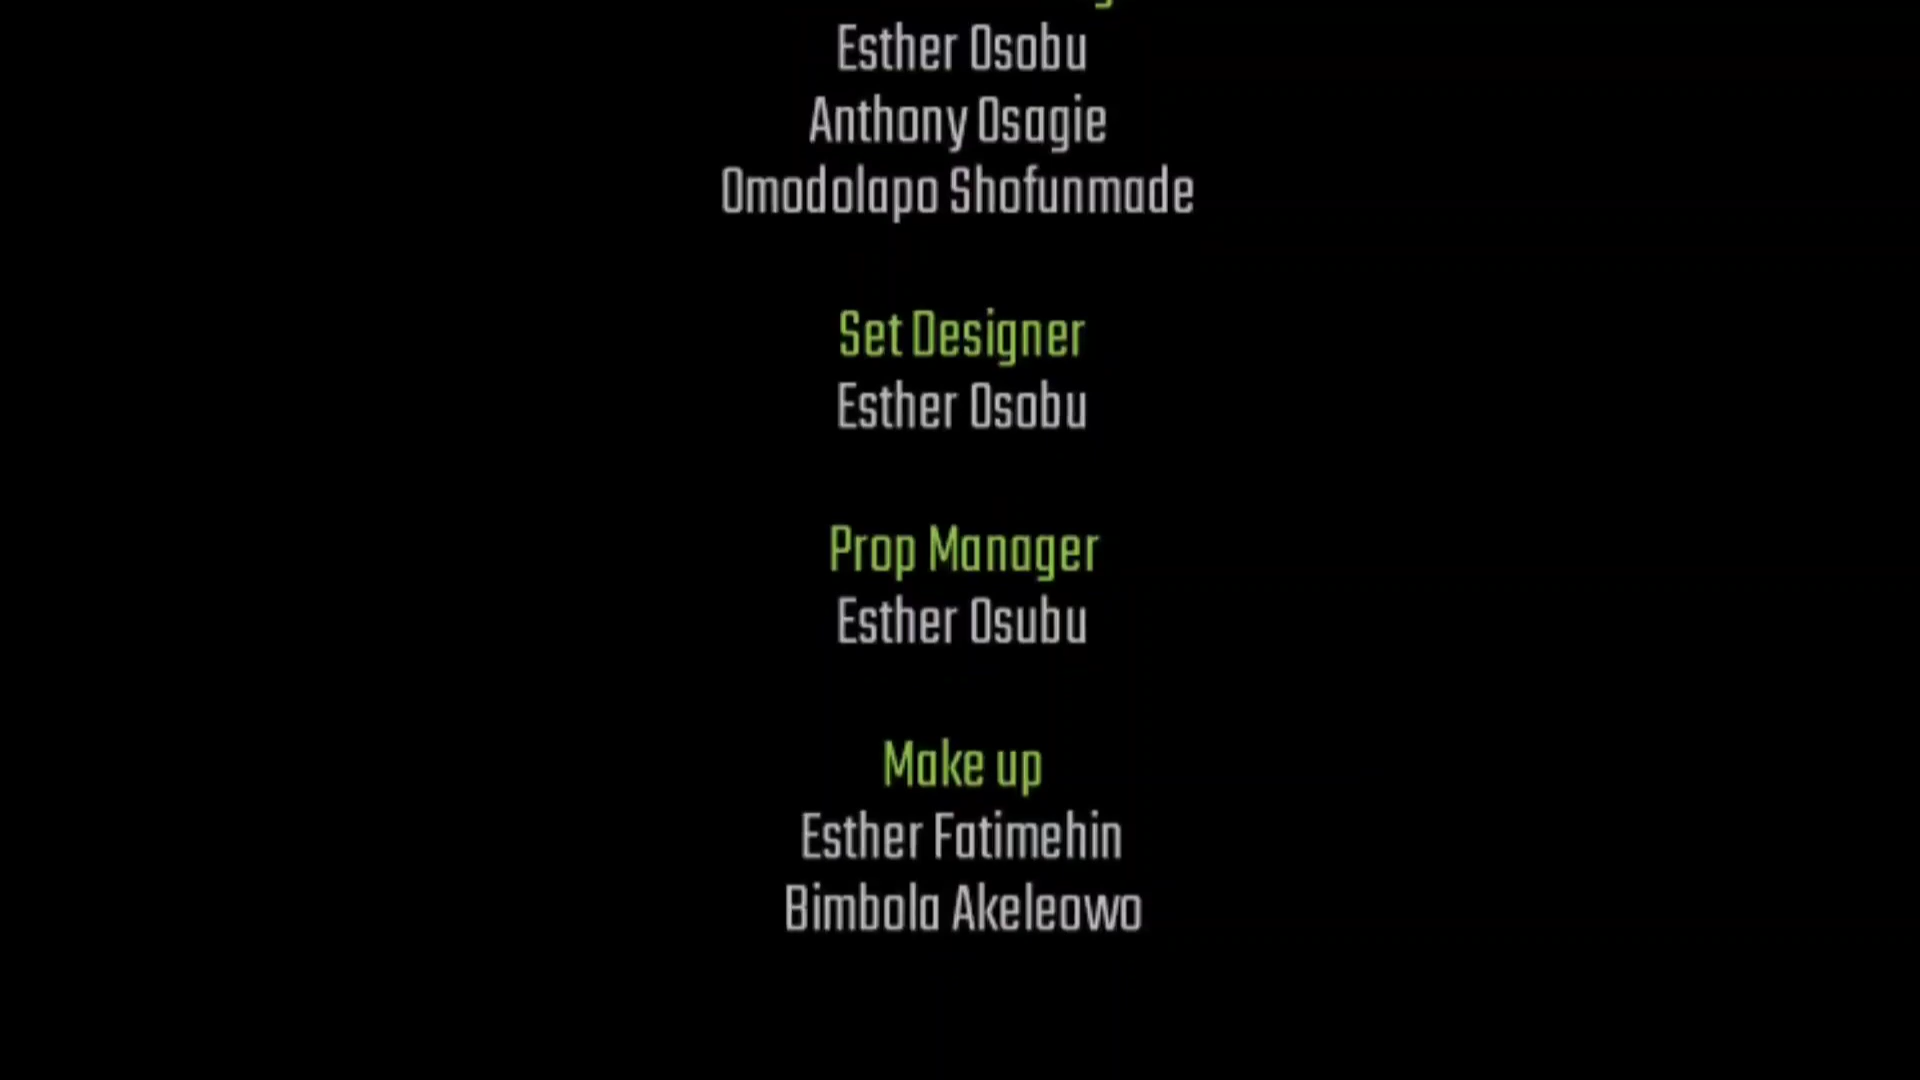 Esther Osobu
Anthony Osagie
Omodolapo Shofunmade
Set Designer
Esther Osobu
Prop Manager
Esther Osubu
Make up
Esther Fatimehin
Bimbola Akeleowo